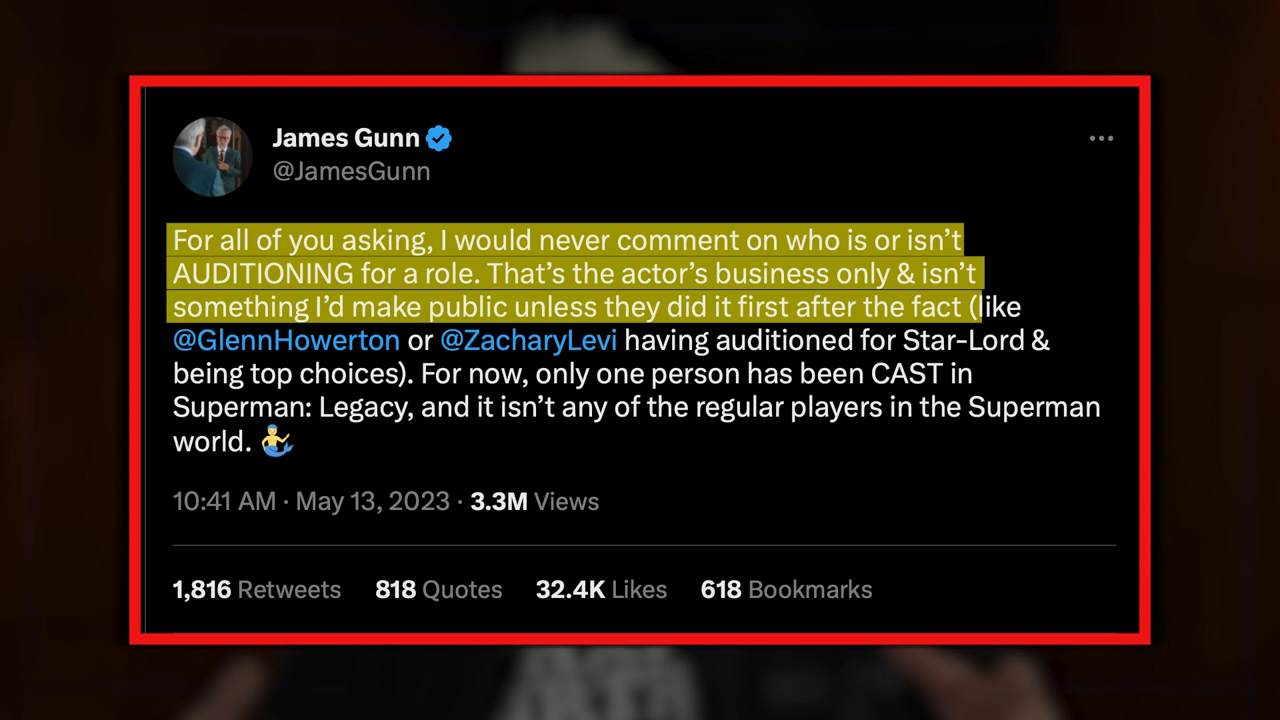 James Gunn
@JamesGunn
For all of you asking, I would never comment on who is or isn’t
AUDITIONING for a role. That’s the actor’s business only & isn’t
something I’d make public unless they did it first after the fact (like
@GlennHowerton or @ZacharyLevi having auditioned for Star-Lord &
being top choices). For now, only one person has been CAST in
Superman: Legacy, and it isn’t any of the regular players in the Superman
world. 🧜‍♂️
10:41 AM · May 13, 2023 · 3.3M Views
1,816 Retweets 818 Quotes 32.4K Likes 618 Bookmarks